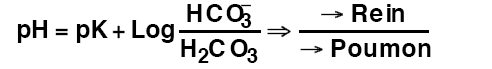 pH = pK + Log HCO₃⁻ / H₂CO₃ ⇒ → Rein / → Poumon